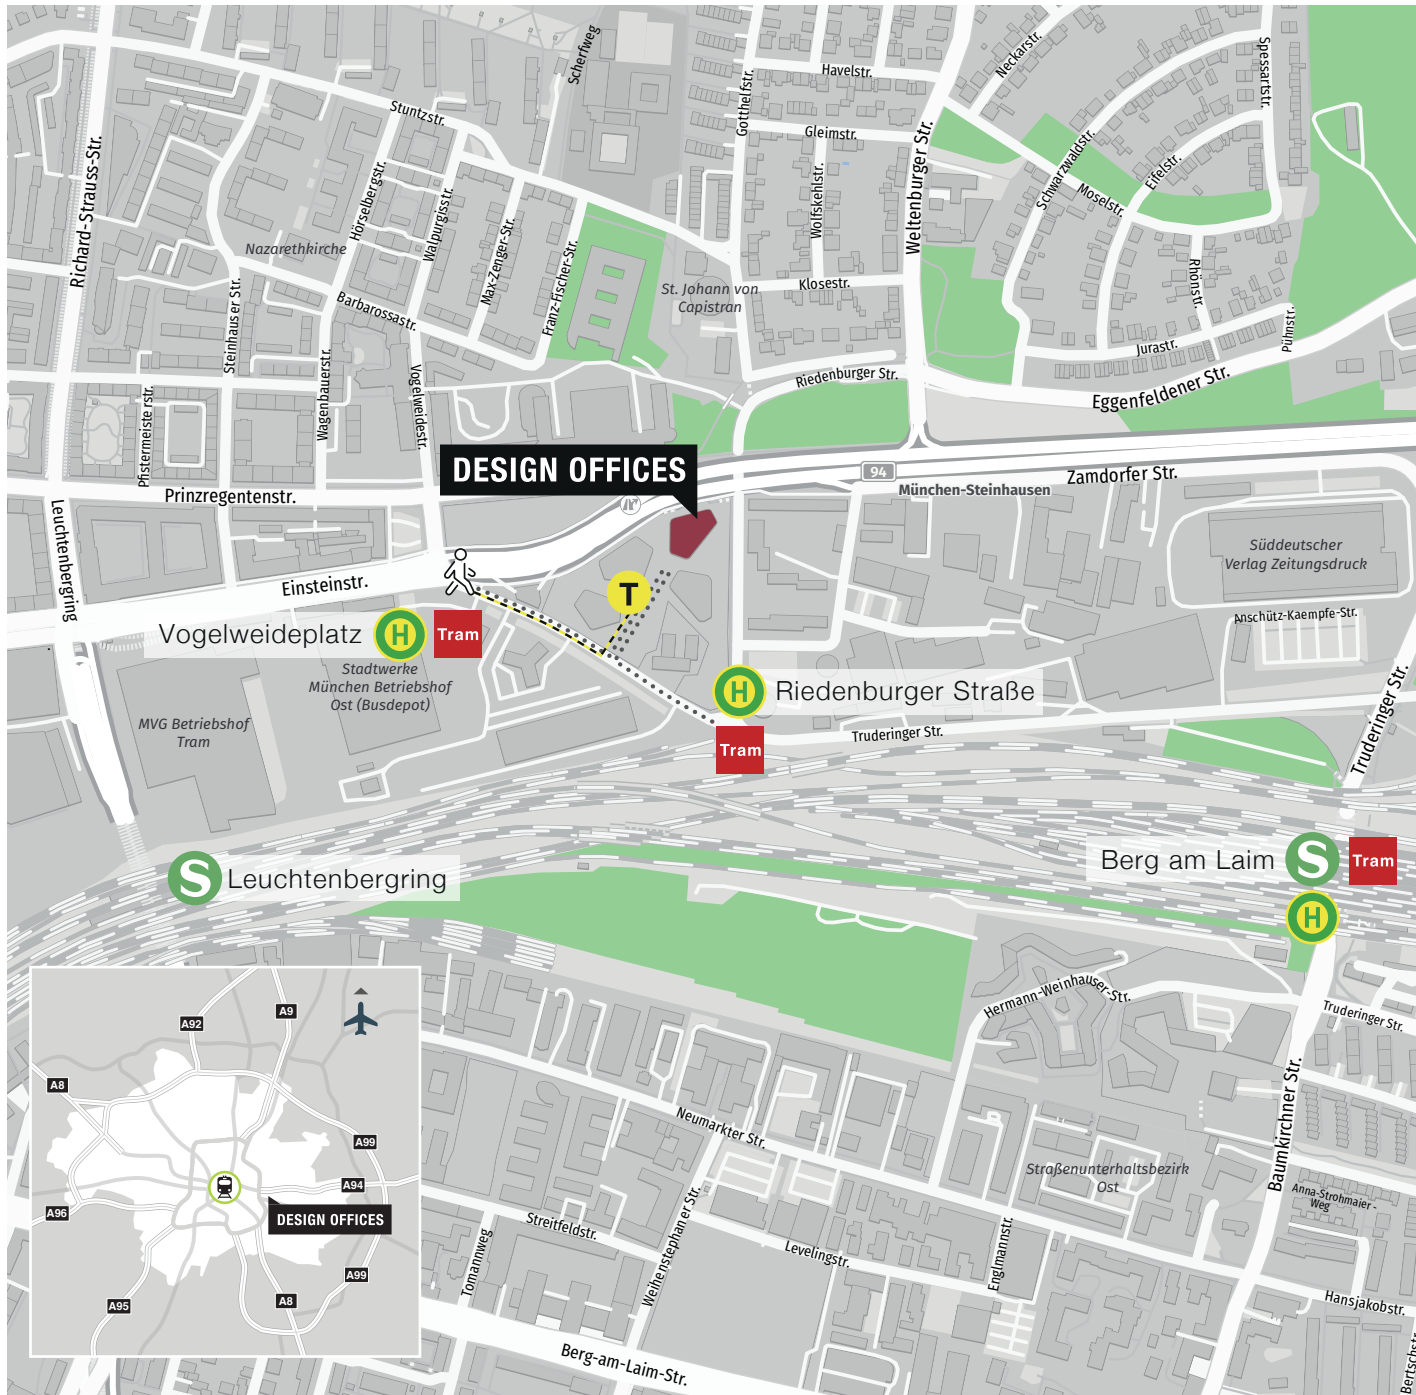 Scherfweg
Neckarstr.
Spessartstr.
Havelstr.
Gotthelfstr.
Stuntzstr.
Gleimstr.
Weltenburger Str.
Schwarzwaldstr.
Eifelstr.
Moselstr.
Richard-Strauss-Str.
Hörselbergstr.
Walpurgisstr.
Max-Zenger-Str.
Franz-Fischer-Str.
Wolfskehlstr.
Nazarethkirche
St. Johann von
Capistran
Klosestr.
Rhönstr.
Pühnstr.
Steinhauser Str.
Barbarossastr.
Jurastr.
Riedenburger Str.
Eggenfeldener Str.
Wagenbauerstr.
Vogelweidestr.
Pfistermeisterstr.
DESIGN OFFICES
94
Zamdorfer Str.
München-Steinhausen
Prinzregentenstr.
Leuchtenbergring
Süddeutscher
Verlag Zeitungsdruck
Einsteinstr.
T
Anschütz-Kaempfe-Str.
Vogelweideplatz
H
Tram
Stadtwerke
München Betriebshof
Ost (Busdepot)
H
Riedenburger Straße
MVG Betriebshof
Tram
Truderinger Str.
Tram
Truderinger Str.
S
Leuchtenbergring
Berg am Laim
S
Tram
H
Hermann-Weinhauser-Str.
Truderinger Str.
A9
A92
A8
A99
A94
A96
DESIGN OFFICES
A99
A95
A8
Neumarkter Str.
Baumkirchner Str.
Straßenunterhaltsbezirk
Ost
Anna-Strohmaier-
Weg
Streitfeldstr.
Tomannweg
Weihenstephaner Str.
Levelingstr.
Englmannstr.
Hansjakobstr.
Bertschstr.
Berg-am-Laim-Str.